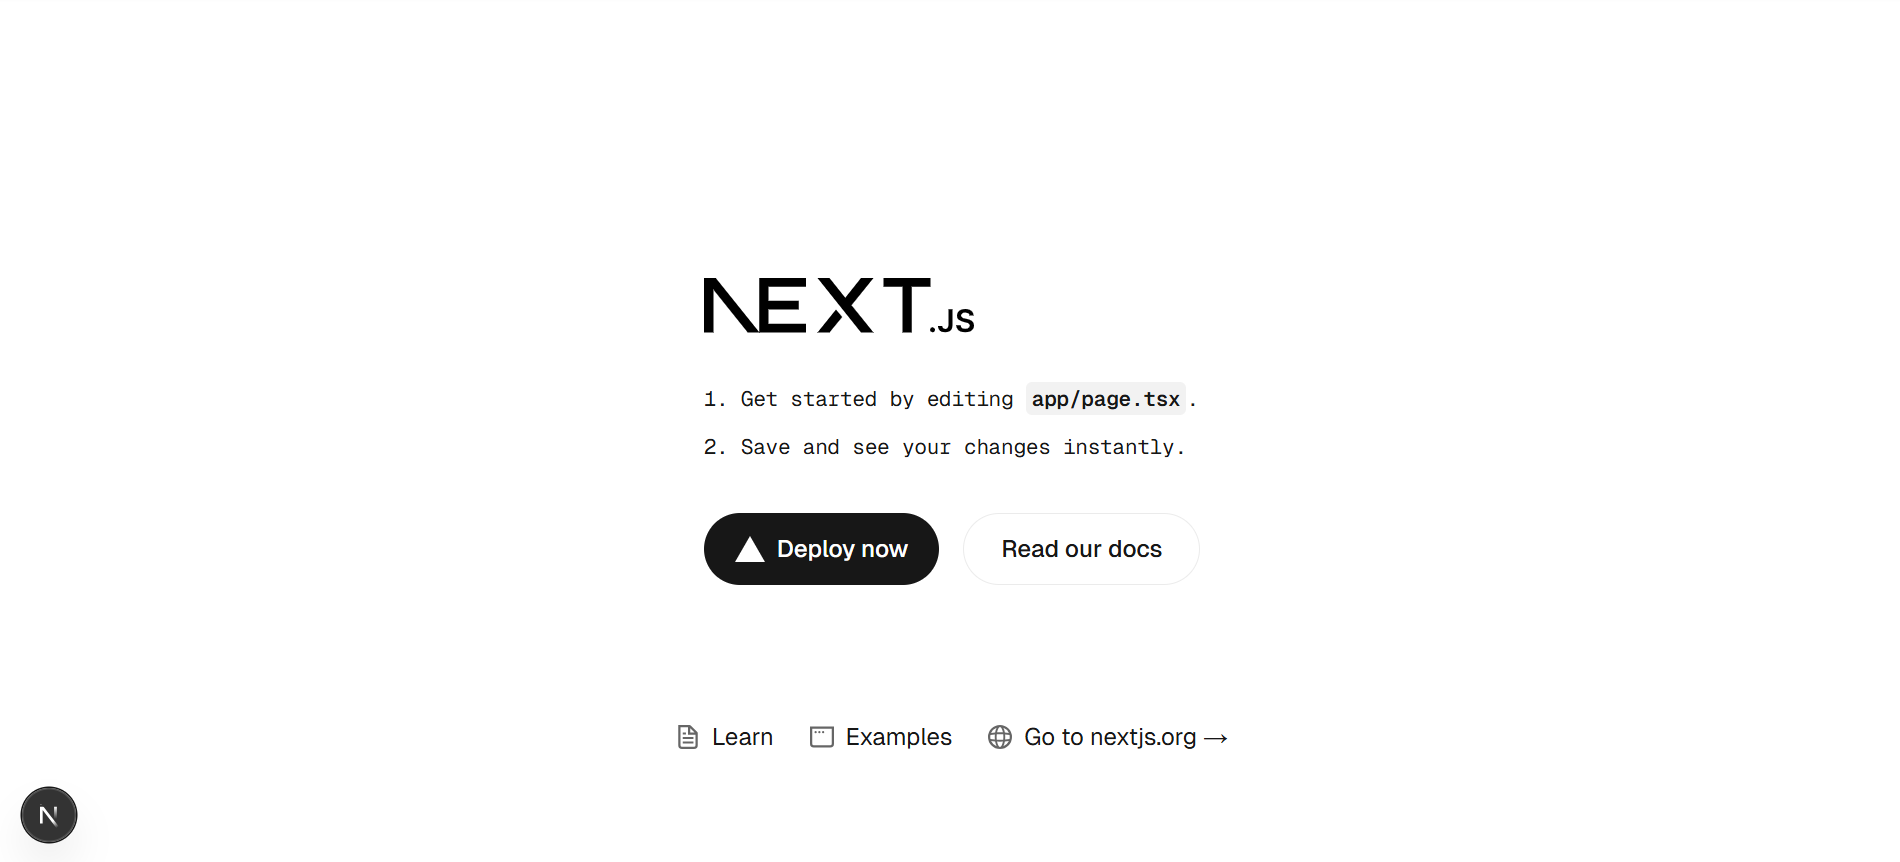 NEXT.JS
1. Get started by editing app/page.tsx.
2. Save and see your changes instantly.
Deploy now
Read our docs
Learn
Examples
Go to nextjs.org →
N